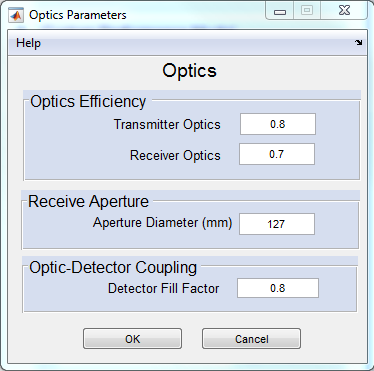 Optics Parameters
Help
Optics
Optics Efficiency
Transmitter Optics 0.8
Receiver Optics 0.7
Receive Aperture
Aperture Diameter (mm) 127
Optic-Detector Coupling
Detector Fill Factor 0.8
OK Cancel